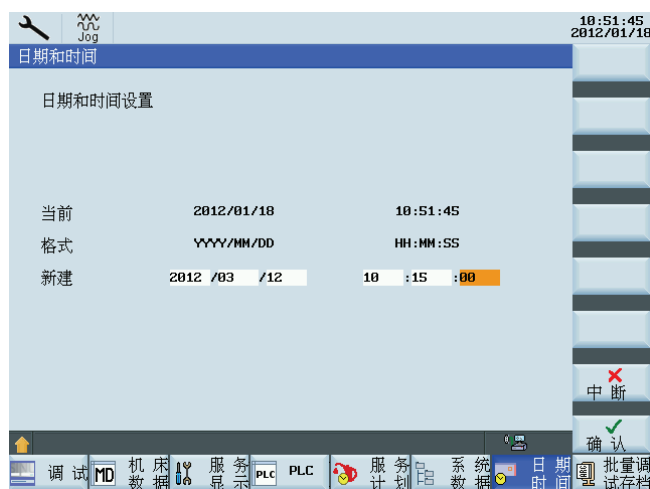 Jog
10:51:45
2012/01/18
日期和时间
日期和时间设置
当前 2012/01/18 10:51:45
格式 YYYY/MM/DD HH:MM:SS
新建 2012 /03 /12 10 :15 :00
中断
确认
调试
MD 机床数据
服务显示
PLC PLC
服务计划
系统数据
日期时间
批量调试存档